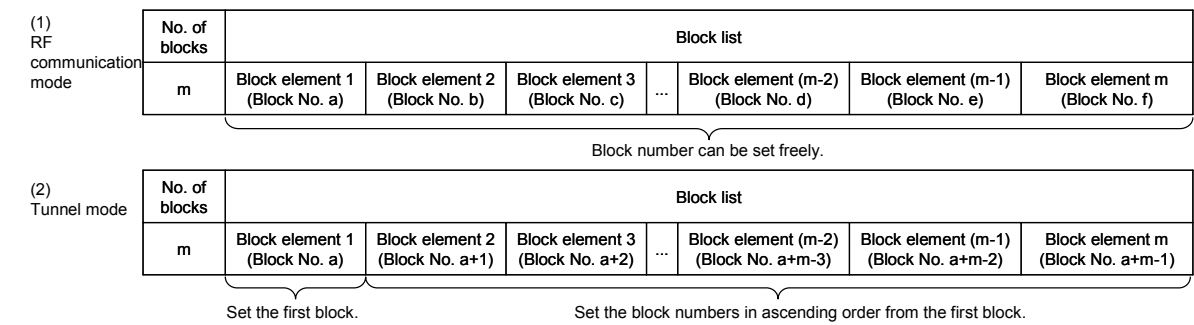 (1)
RF
communication
mode
No. of
blocks
Block list
m
Block element 1
(Block No. a)
Block element 2
(Block No. b)
Block element 3
(Block No. c)
...
Block element (m-2)
(Block No. d)
Block element (m-1)
(Block No. e)
Block element m
(Block No. f)
Block number can be set freely.
(2)
Tunnel mode
No. of
blocks
Block list
m
Block element 1
(Block No. a)
Block element 2
(Block No. a+1)
Block element 3
(Block No. a+2)
...
Block element (m-2)
(Block No. a+m-3)
Block element (m-1)
(Block No. a+m-2)
Block element m
(Block No. a+m-1)
Set the first block.
Set the block numbers in ascending order from the first block.